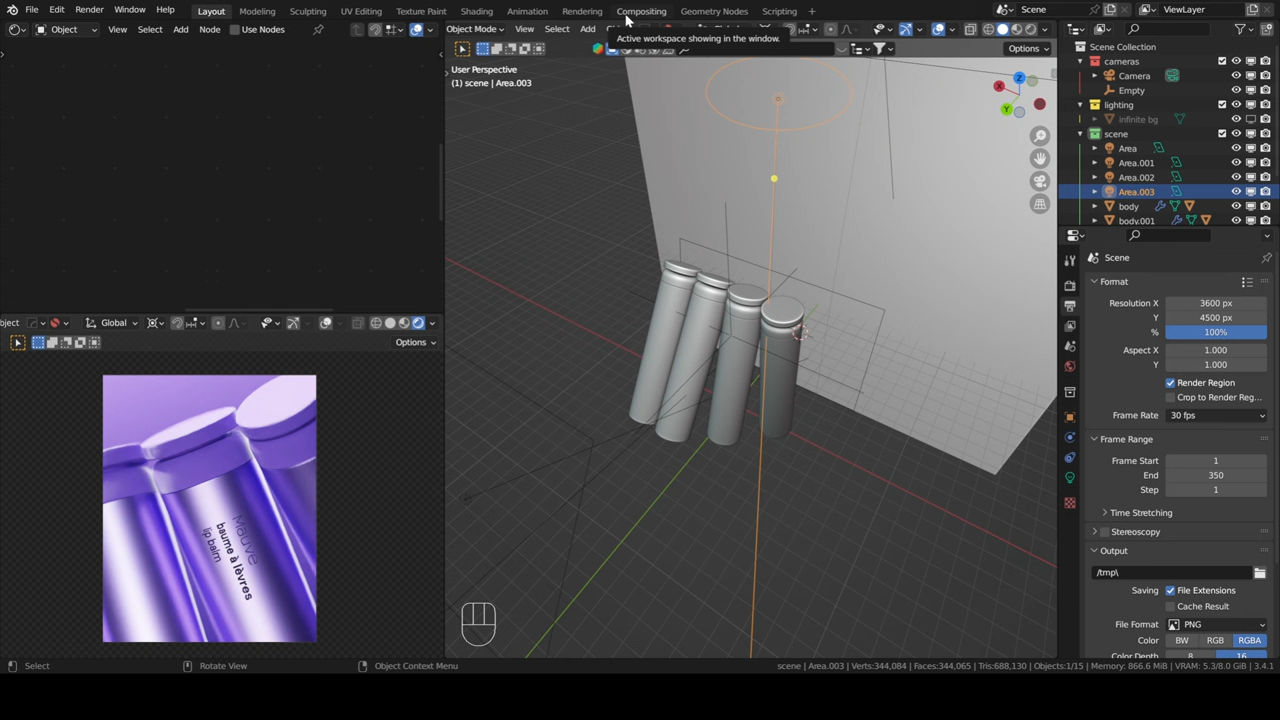 File Edit Render Window Help Layout Modeling Sculpting UV Editing Texture Paint Shading Animation Rendering Compositing Geometry Nodes Scripting + Scene ViewLayer
Object View Select Add Node Use Nodes
Object Mode View Select Add
Active workspace showing in the window.
Options
User Perspective
(1) scene | Area.003
X
Y
Z
Scene Collection
cameras
Camera
Empty
lighting
infinite bg
scene
Area
Area.001
Area.002
Area.003
body
body.001
Scene
Format
Resolution X 3600 px
Y 4500 px
% 100%
Aspect X 1.000
Y 1.000
Render Region
Crop to Render Reg...
Frame Rate 30 fps
Frame Range
Frame Start 1
End 350
Step 1
Time Stretching
Stereoscopy
Output
/tmp\
Saving File Extensions
Cache Result
File Format PNG
Color BW RGB RGBA
Color Depth 8 16
bject Global
Options
Mauve
baume à lèvres
lip balm
Select Rotate View Object Context Menu scene | Area.003 | Verts:344,084 | Faces:344,065 | Tris:688,130 | Objects:1/15 | Memory: 866.6 MiB | VRAM: 5.3/8.0 GiB | 3.4.1